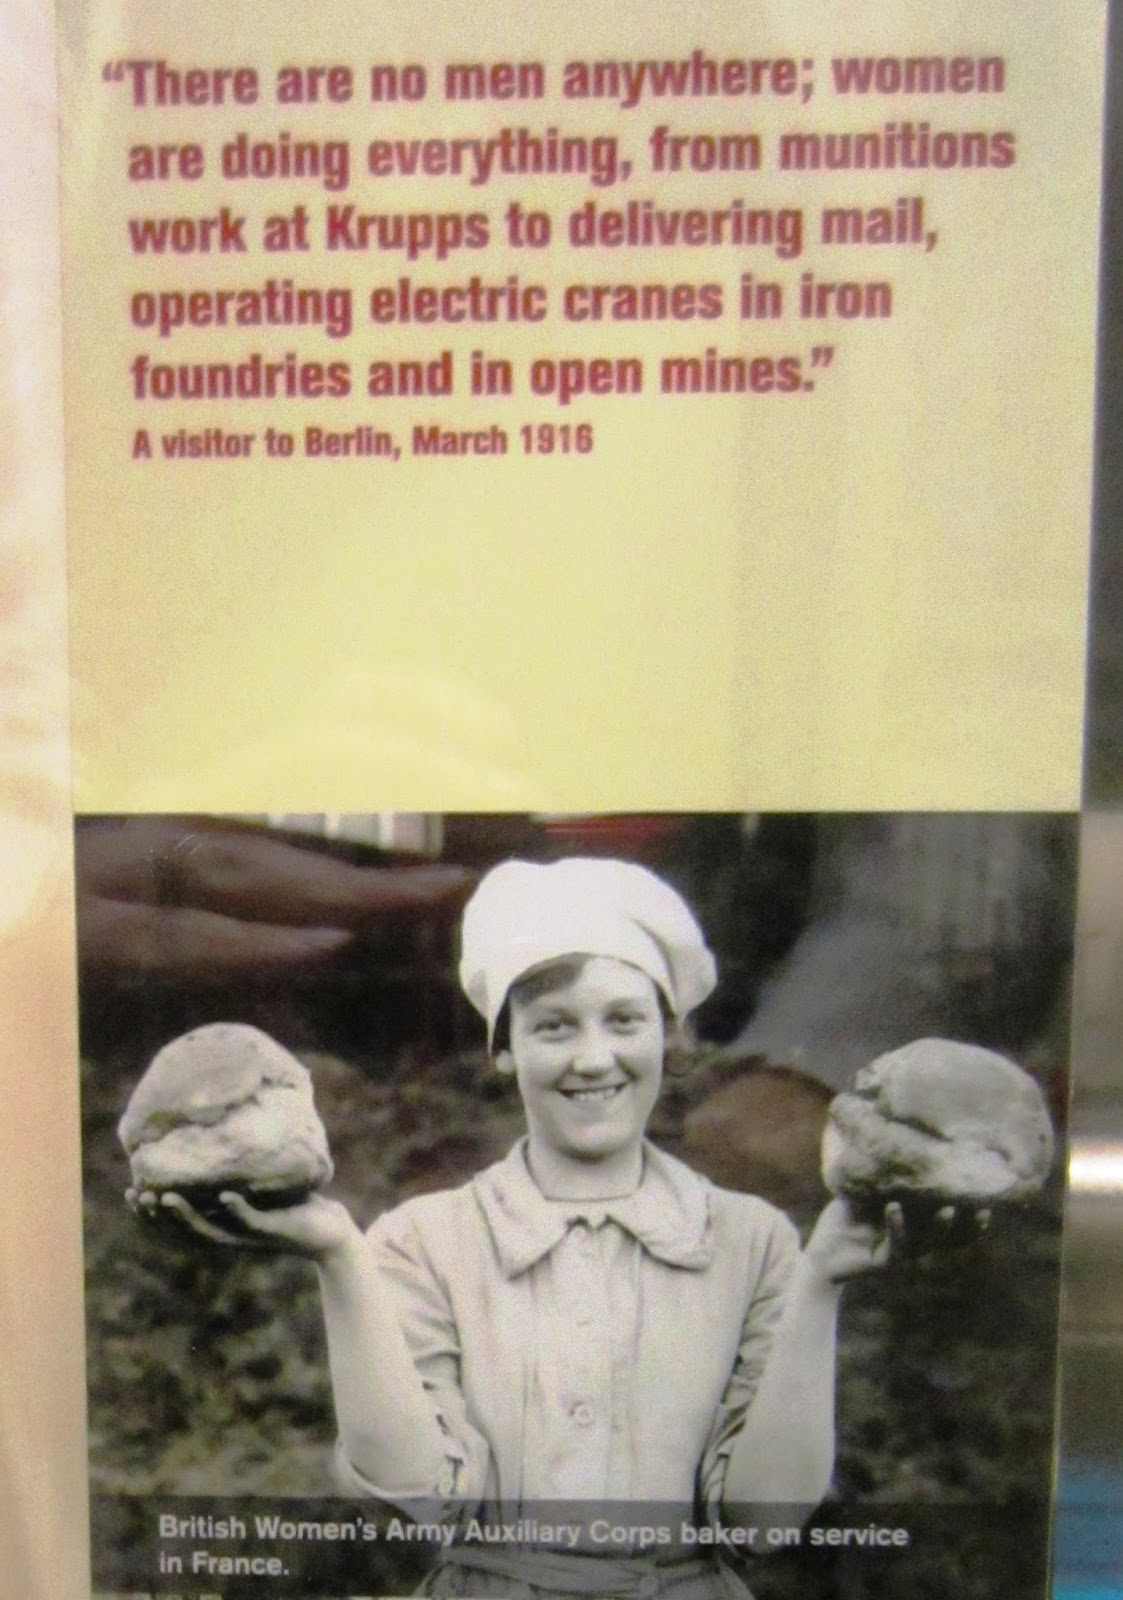 “There are no men anywhere; women
are doing everything, from munitions
work at Krupps to delivering mail,
operating electric cranes in iron
foundries and in open mines.”
A visitor to Berlin, March 1916
British Women's Army Auxiliary Corps baker on service
in France.